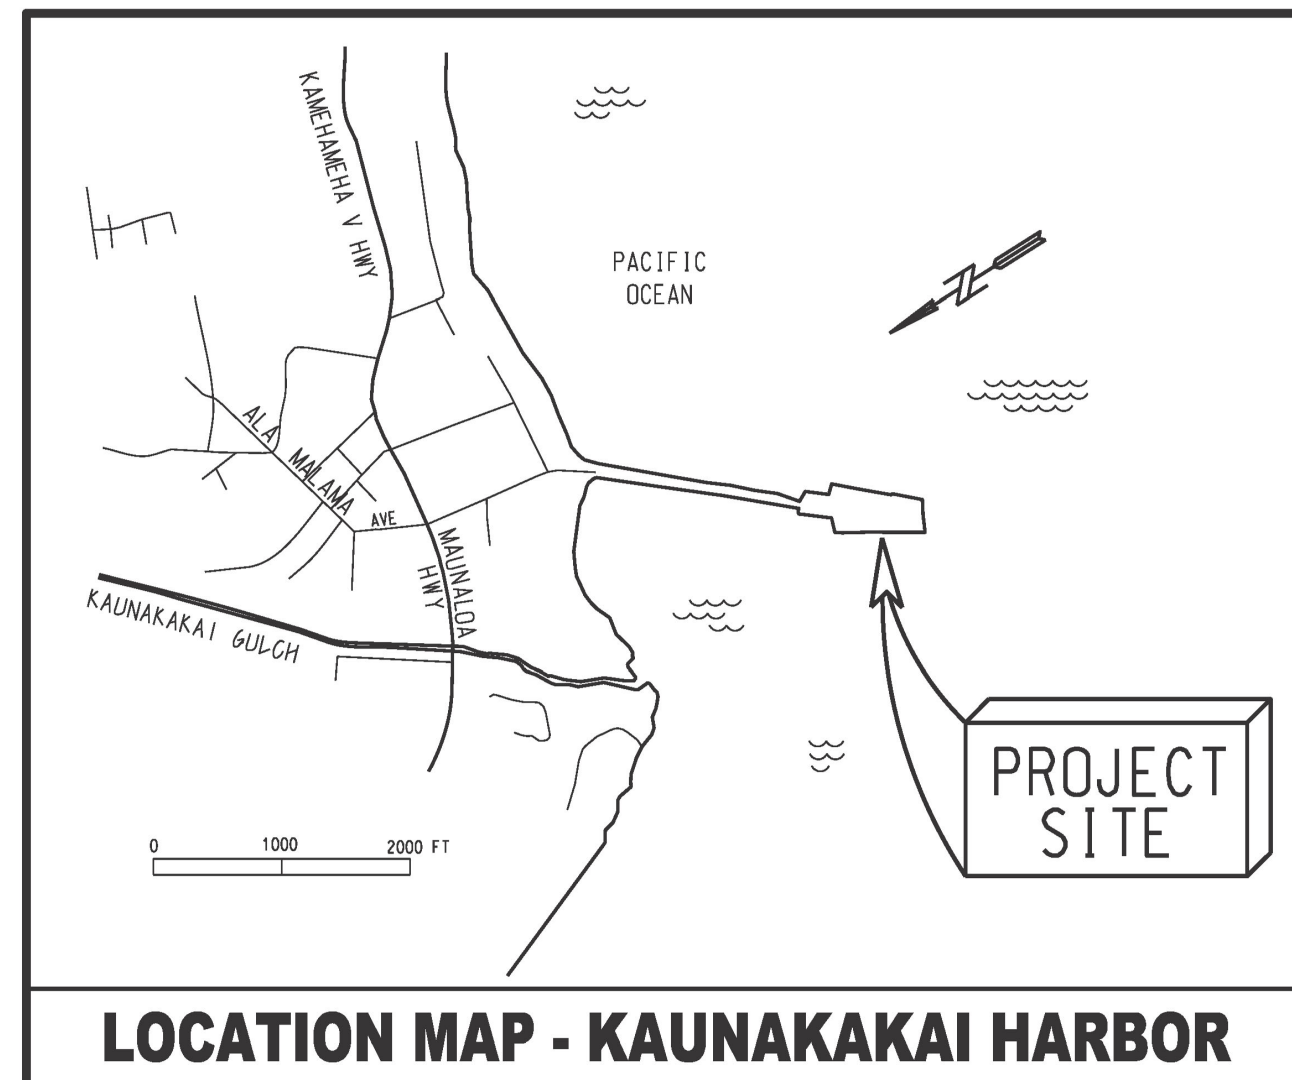 KAMEHAMEHA V HWY
PACIFIC
OCEAN
N
ALA MALAMA AVE
MAUNALOA
HWY
KAUNAKAKAI GULCH
PROJECT
SITE
0 1000 2000 FT
LOCATION MAP - KAUNAKAKAI HARBOR